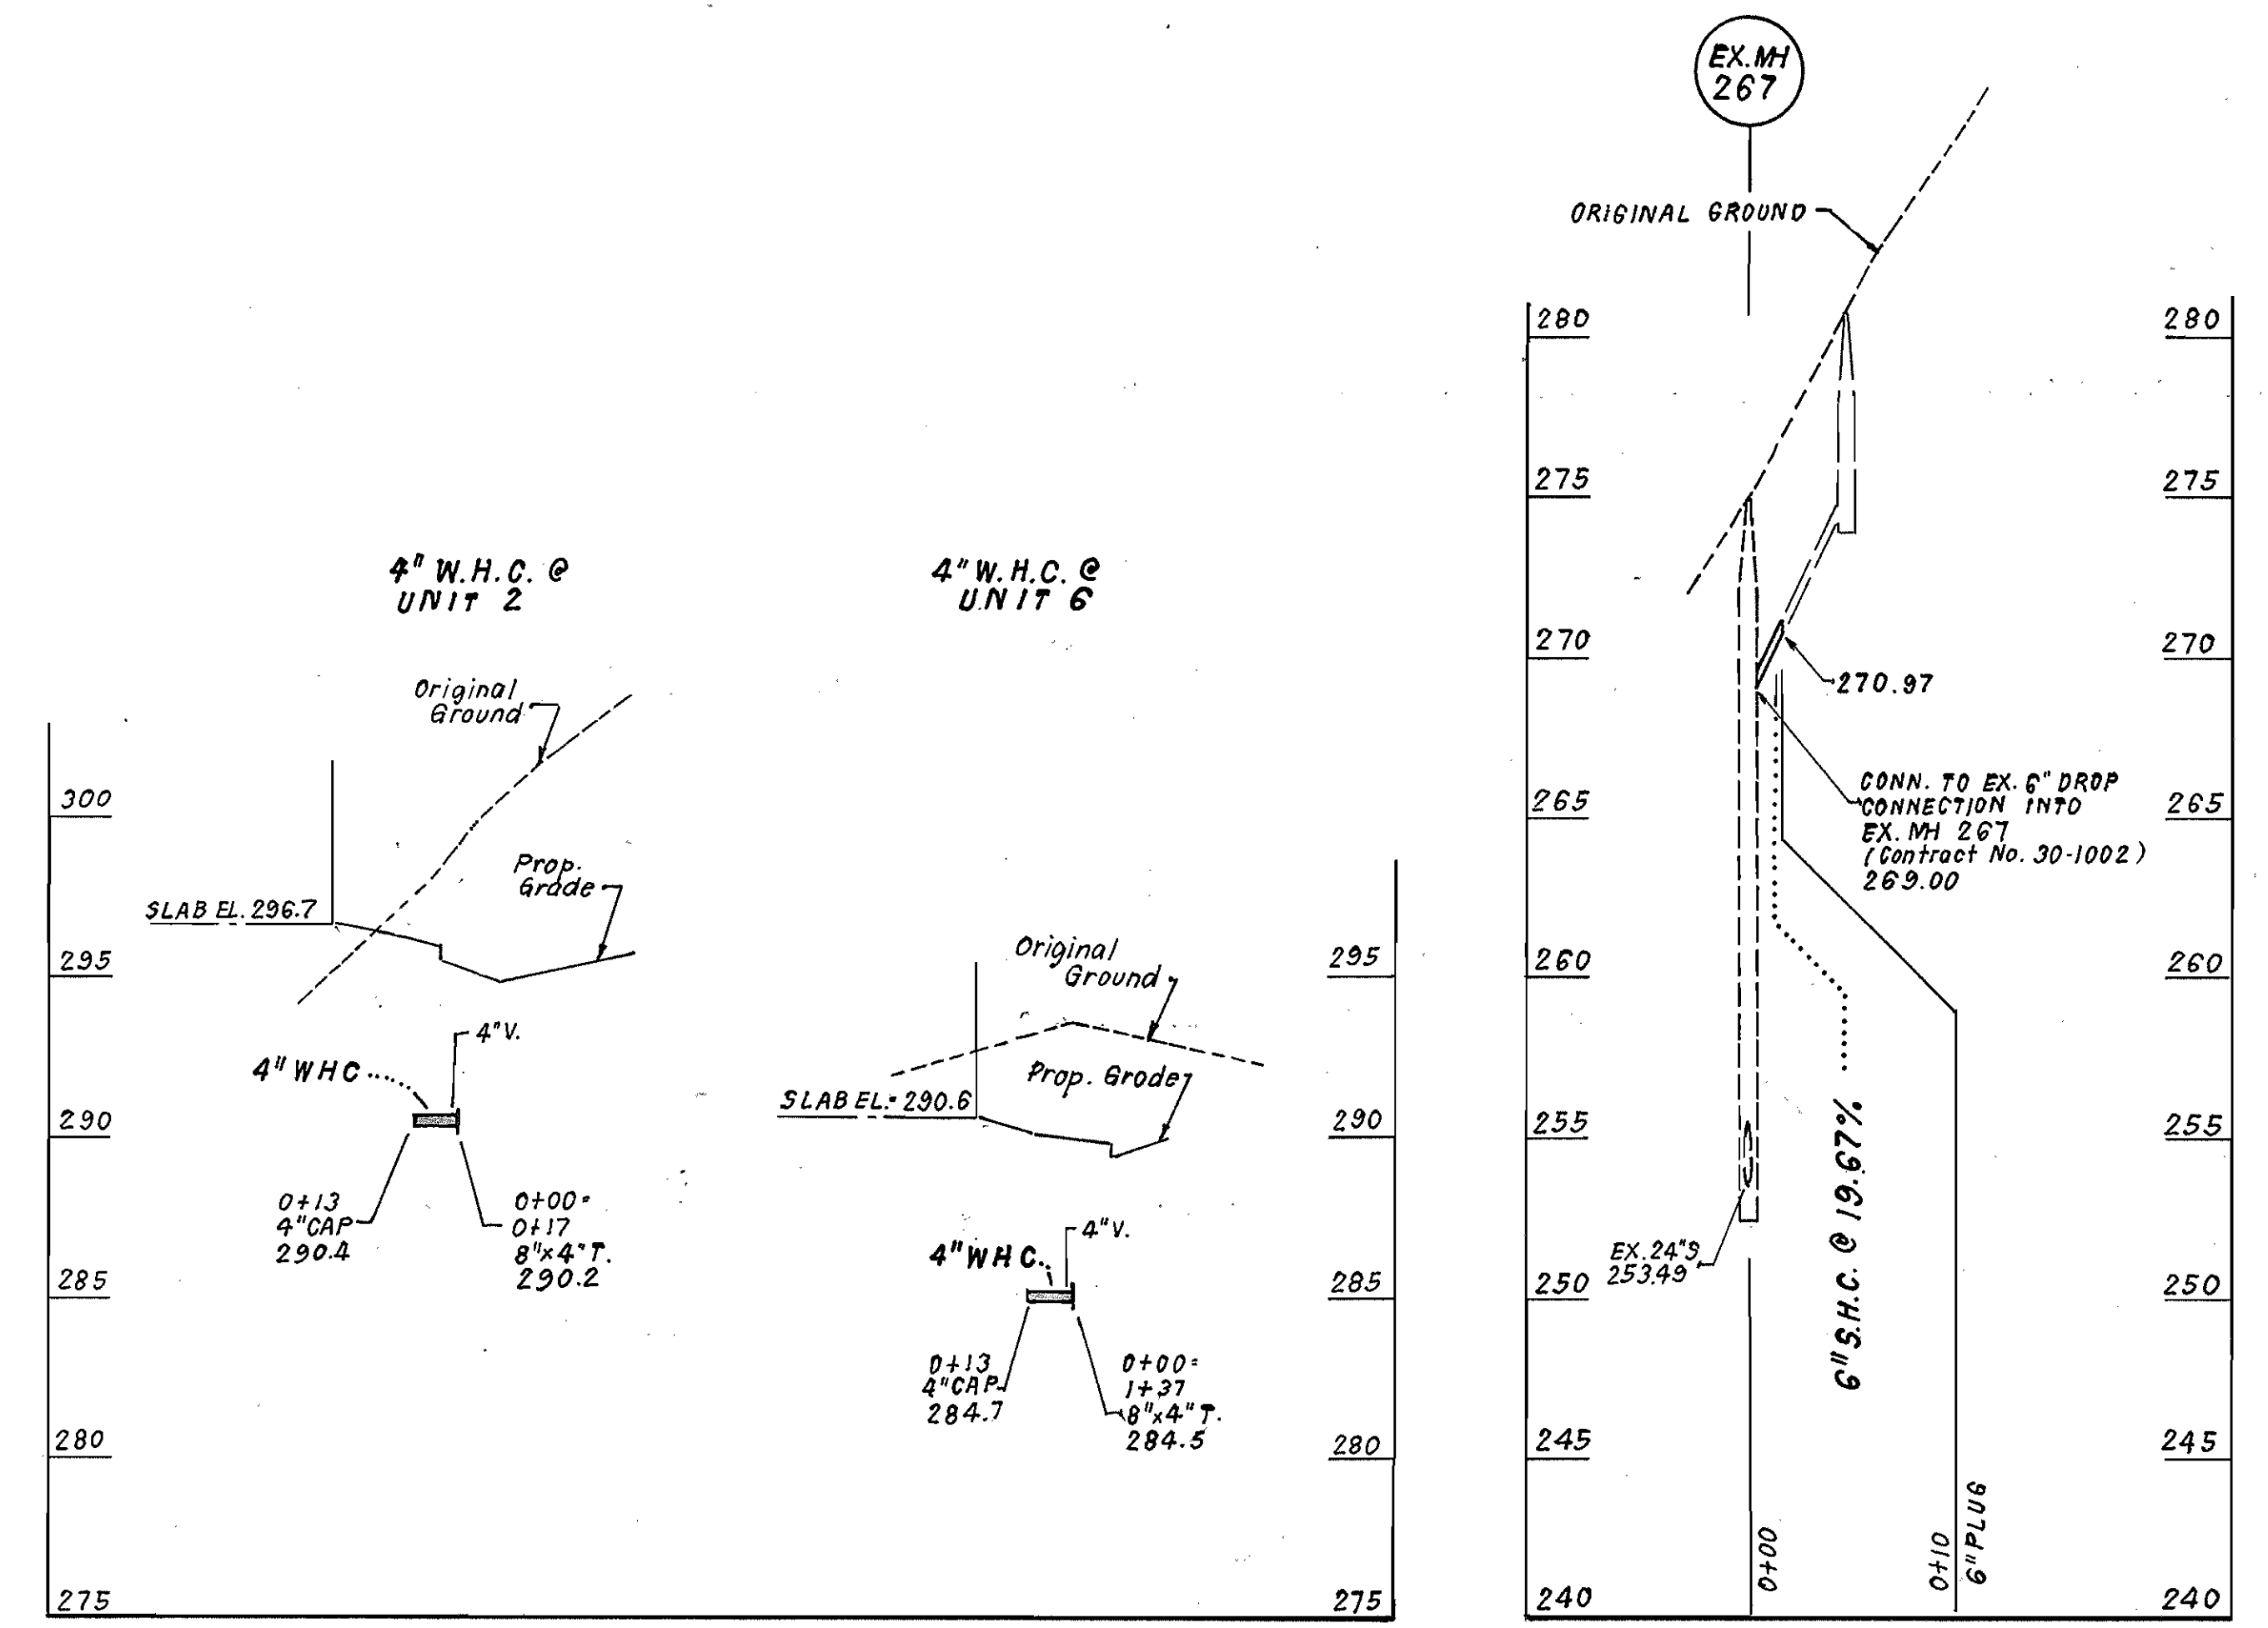 4" W.H.C. @
UNIT 2
Original
Ground
Prop.
Grade
SLAB EL. 296.7
4"V.
4" WHC
0+13
4"CAP
290.4
0+00=
0+17
8"x4"T.
290.2
300
295
290
285
280
275
4" W.H.C. @
UNIT 6
Original
Ground
Prop. Grade
SLAB EL. 290.6
4"V.
4" WHC
0+13
4"CAP
284.7
0+00=
1+37
8"x4"T.
284.5
295
290
285
280
275
EX. MH
267
ORIGINAL GROUND
280
275
270
265
260
255
250
245
240
270.97
CONN. TO EX. 6" DROP
CONNECTION INTO
EX. MH 267
(Contract No. 30-1002)
269.00
EX. 24"S
253.49
6" S.H.C. @ 19.67%
0+00
0+10
6" PLUG
280
275
270
265
260
255
250
245
240